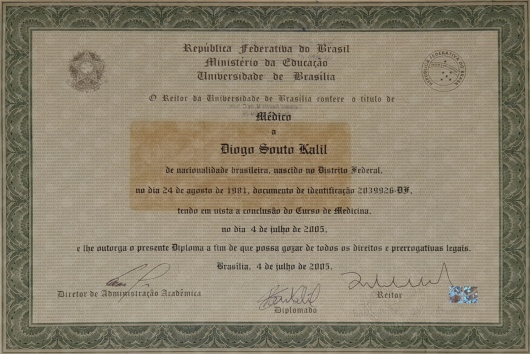 República Federativa do Brasil
Ministério da Educação
Universidade de Brasília
O Reitor da Universidade de Brasília confere o título de
Médico
a
Diogo Souto Kalil
de nacionalidade brasileira, nascido no Distrito Federal,
no dia 24 de agosto de 1981, documento de identificação 2039926-DF,
tendo em vista a conclusão do Curso de Medicina,
no dia 4 de julho de 2005,
e lhe outorga o presente Diploma a fim de que possa gozar de todos os direitos e prerrogativas legais.
Brasília, 4 de julho de 2005.
Diretor de Administração Acadêmica
Diplomado
Reitor